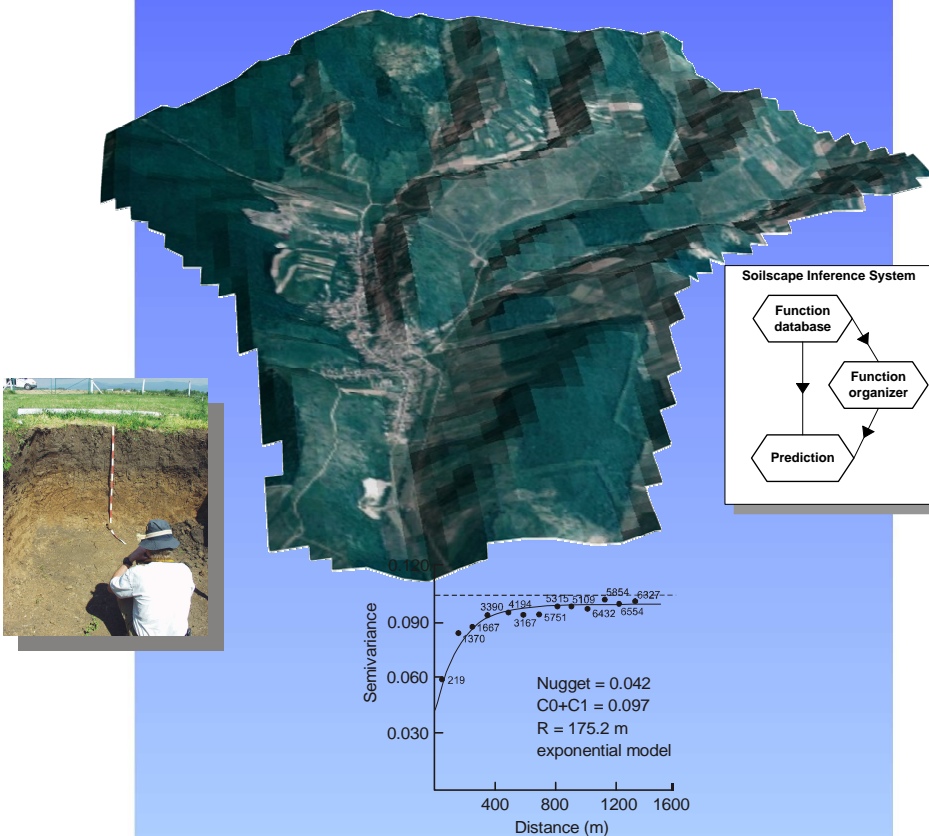 Soilscape Inference System
Function
database
Function
organizer
Prediction
0.120
0.090
0.060
0.030
Semivariance
219
1370
1667
3390
4194
3167
5751
5315
5109
6432
5854
6554
6327
Nugget = 0.042
C0+C1 = 0.097
R = 175.2 m
exponential model
400 800 1200 1600
Distance (m)